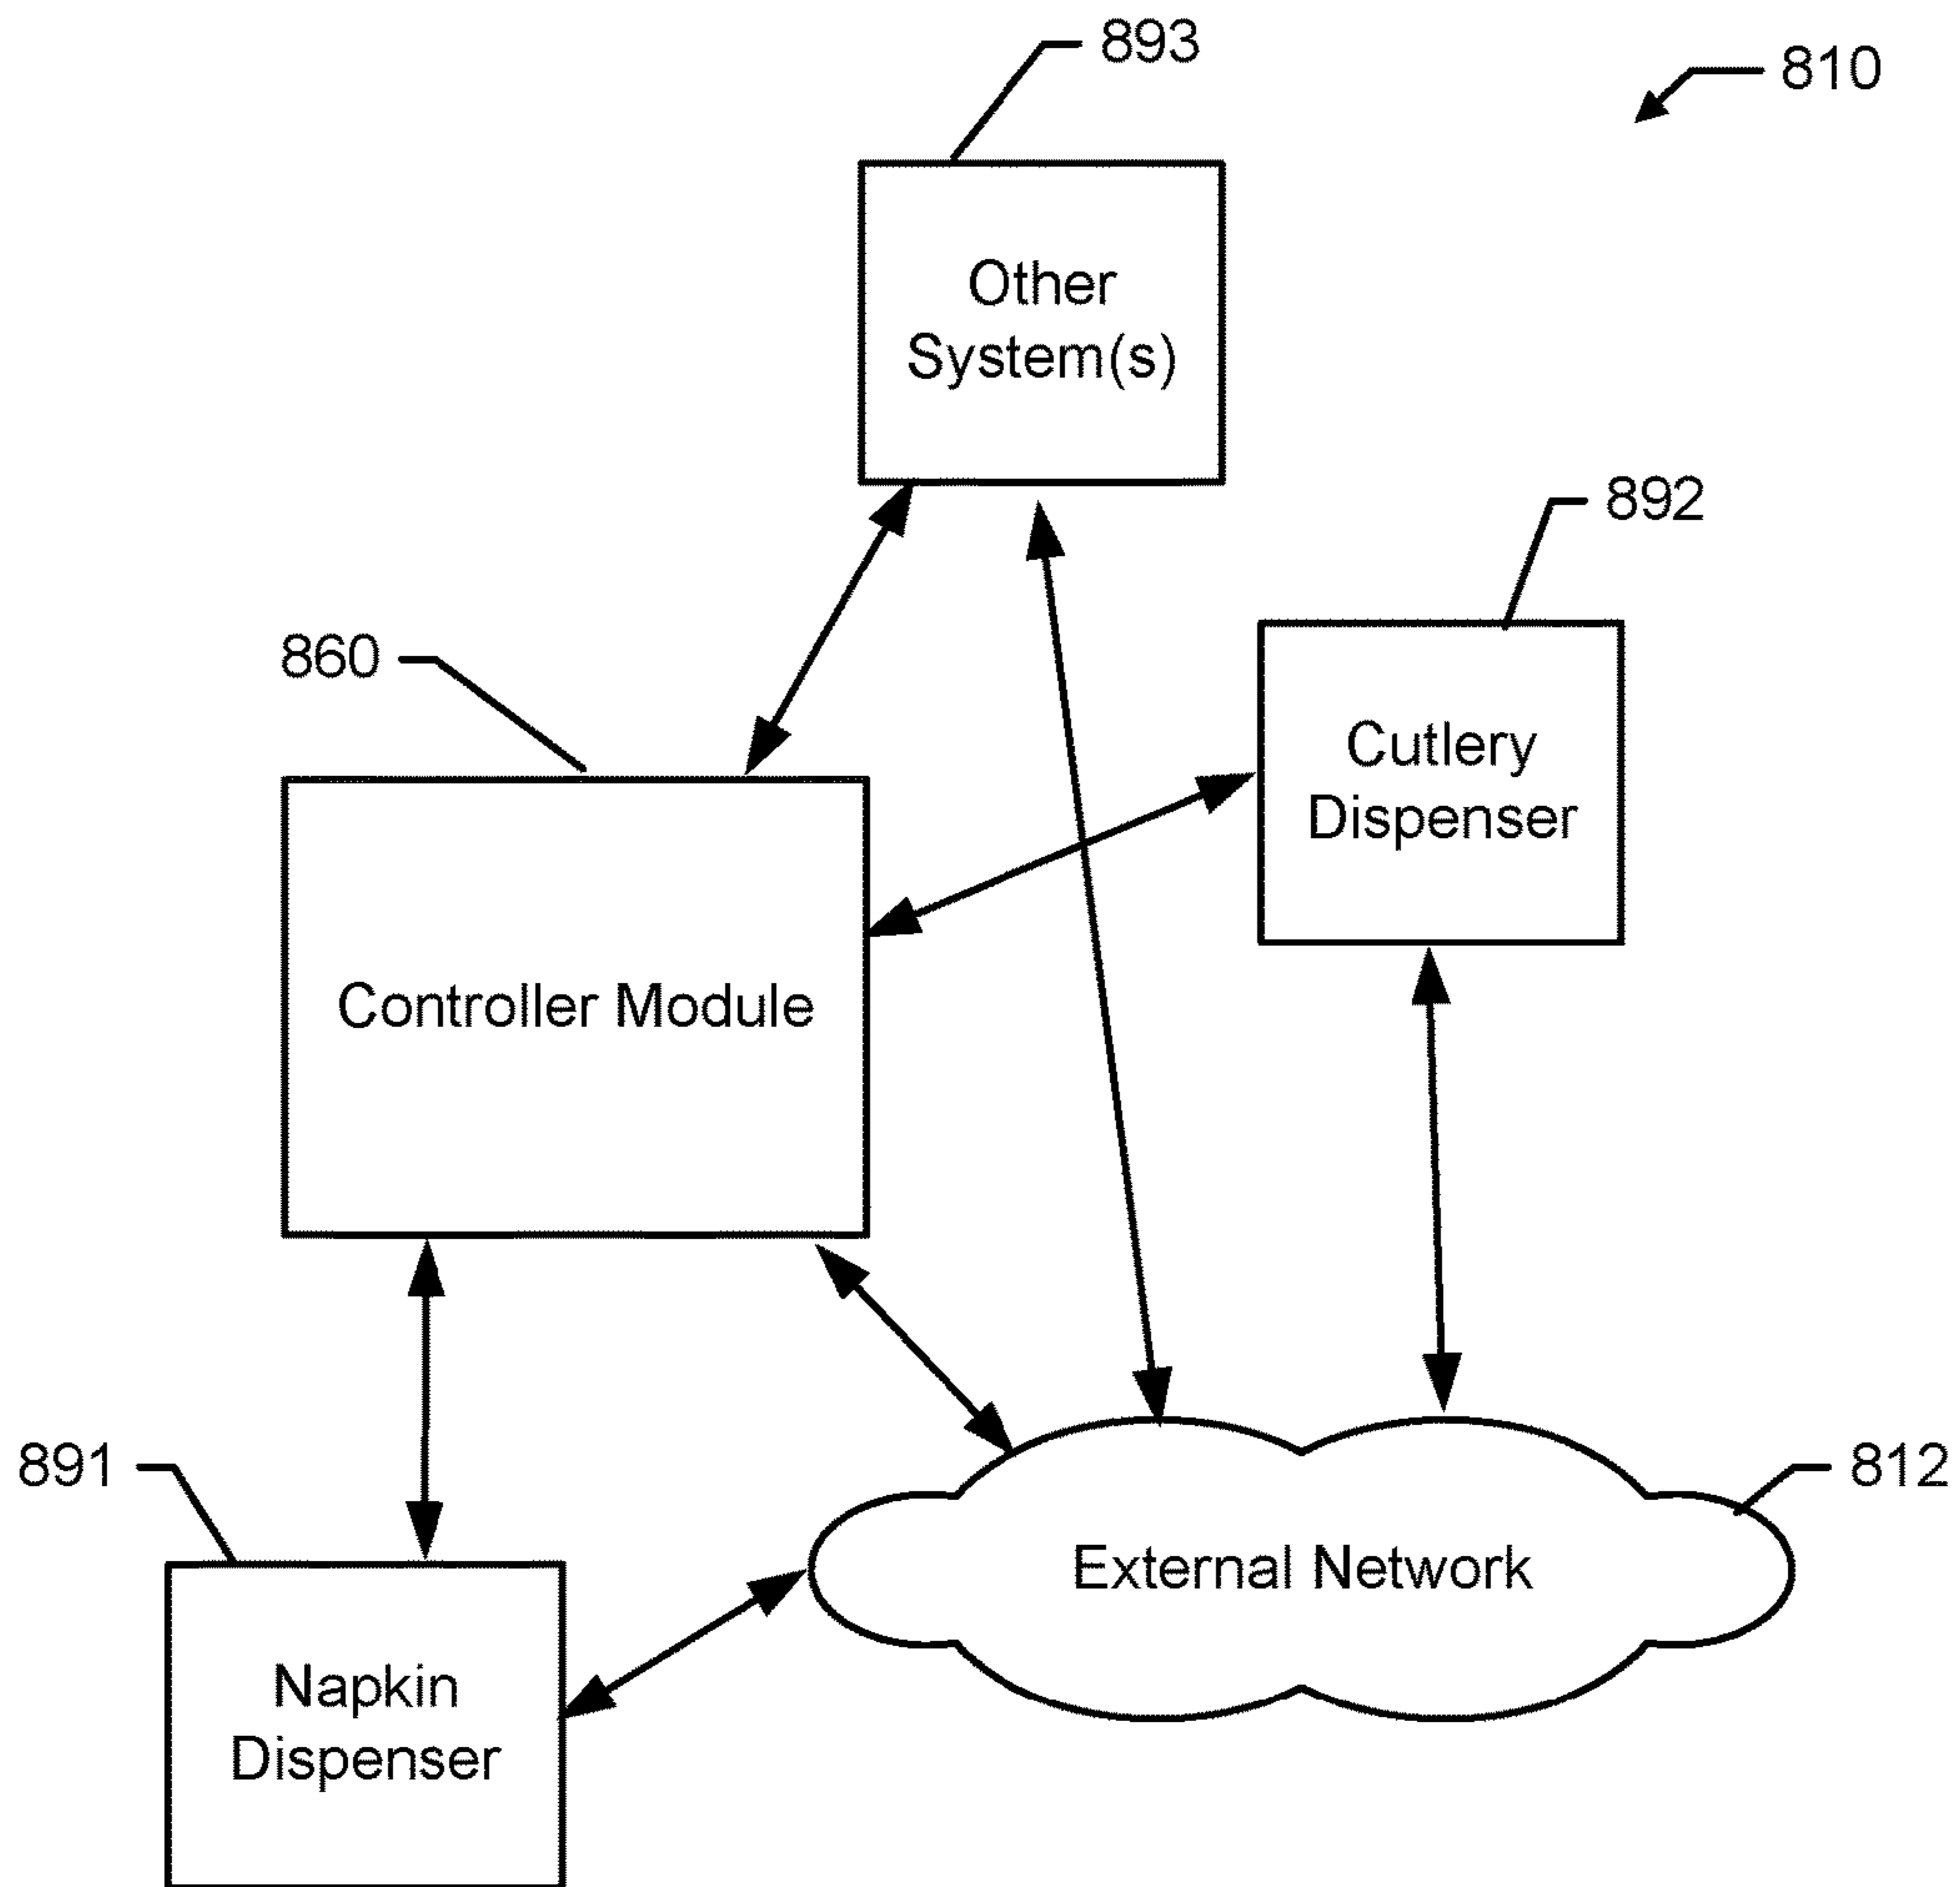 893
810
Other
System(s)
892
860
Cutlery
Dispenser
Controller Module
891
812
External Network
Napkin
Dispenser